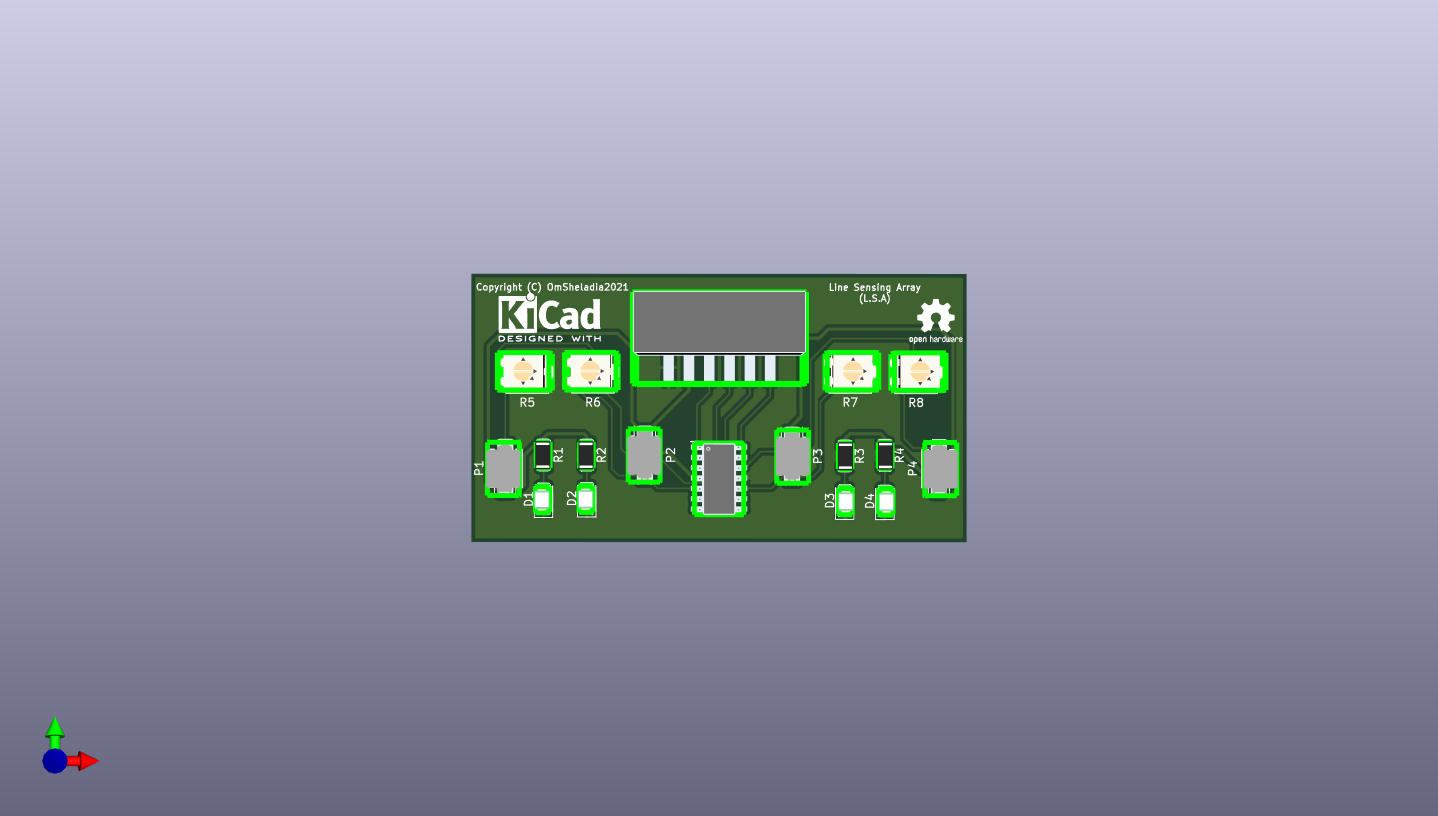 Copyright (C) OmSheladia2021
Line Sensing Array
(L.S.A)
KiCad
DESIGNED WITH
open hardware
R5
R6
R7
R8
P1
R1
R2
P2
P3
R3
R4
P4
D1
D2
D3
D4